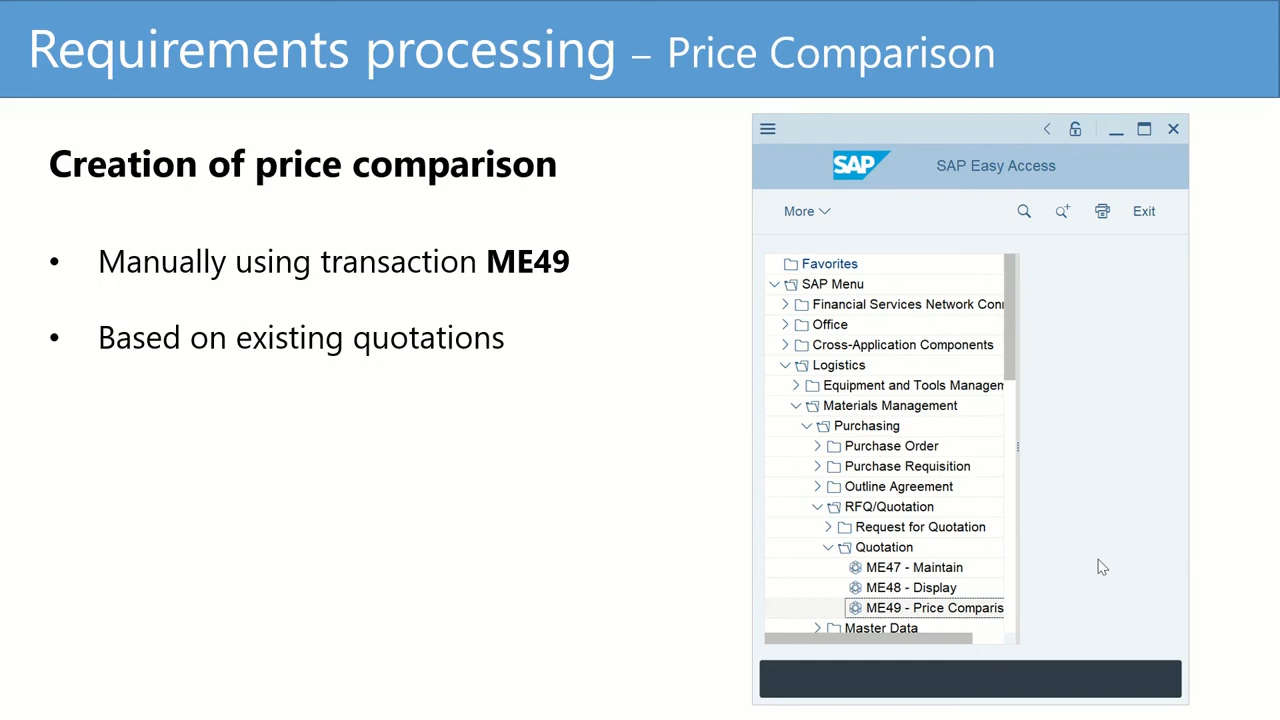 Requirements processing – Price Comparison
Creation of price comparison
• Manually using transaction ME49
• Based on existing quotations
SAP SAP Easy Access
More Exit
Favorites
SAP Menu
Financial Services Network Con
Office
Cross-Application Components
Logistics
Equipment and Tools Managem
Materials Management
Purchasing
Purchase Order
Purchase Requisition
Outline Agreement
RFQ/Quotation
Request for Quotation
Quotation
ME47 - Maintain
ME48 - Display
ME49 - Price Comparis
Master Data